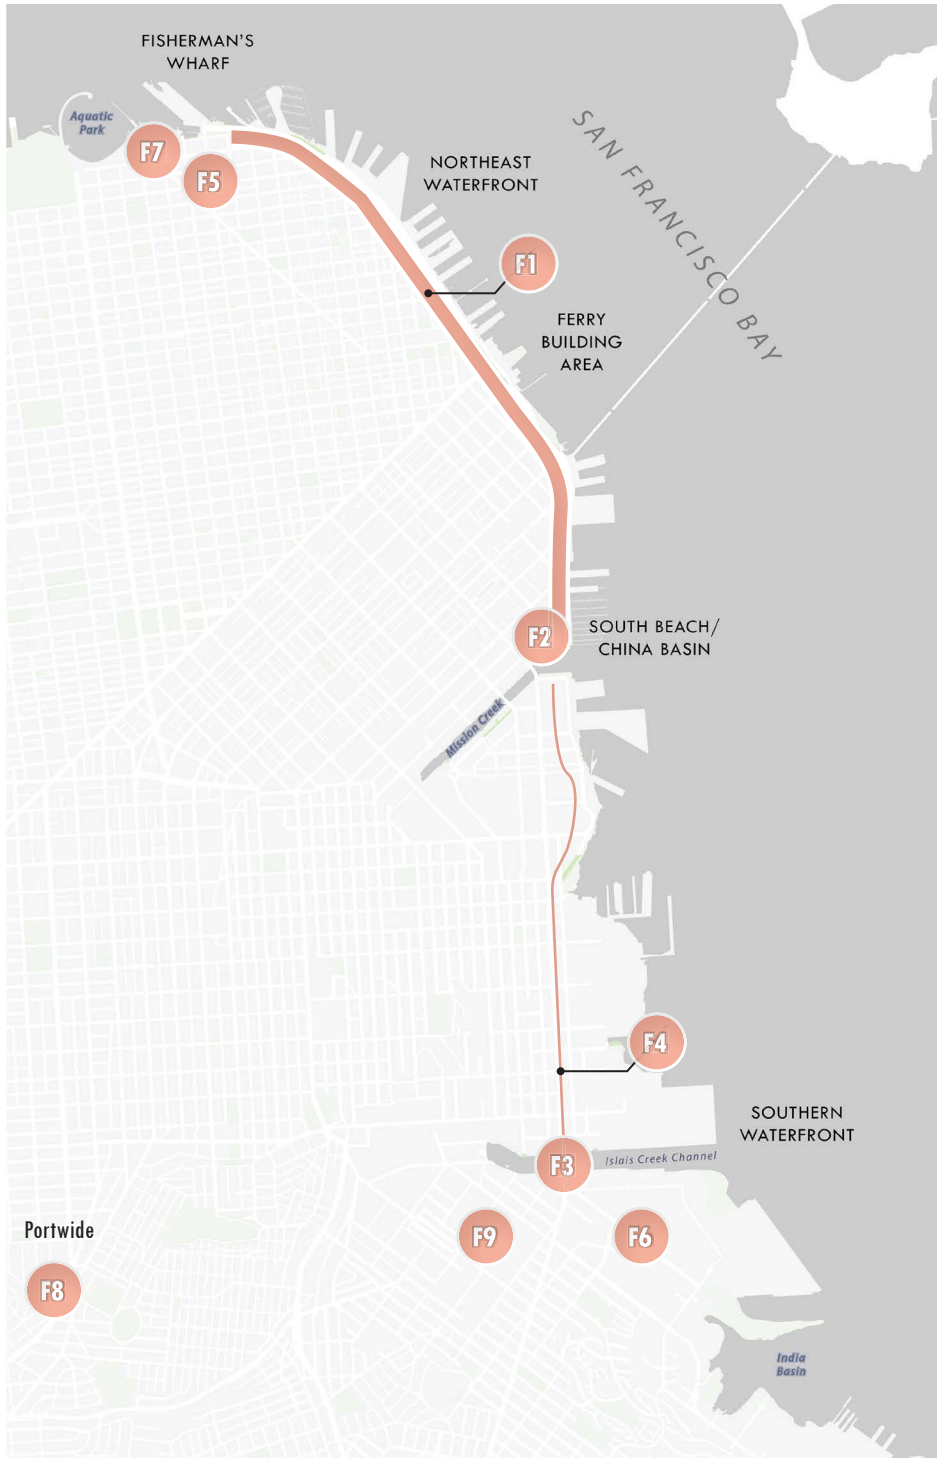 FISHERMAN'S
WHARF
Aquatic
Park
F7
F5
NORTHEAST
WATERFRONT
SAN FRANCISCO BAY
F1
FERRY
BUILDING
AREA
F2
SOUTH BEACH/
CHINA BASIN
Mission Creek
F4
SOUTHERN
WATERFRONT
Islais Creek Channel
F3
F9
F6
Portwide
F8
India
Basin